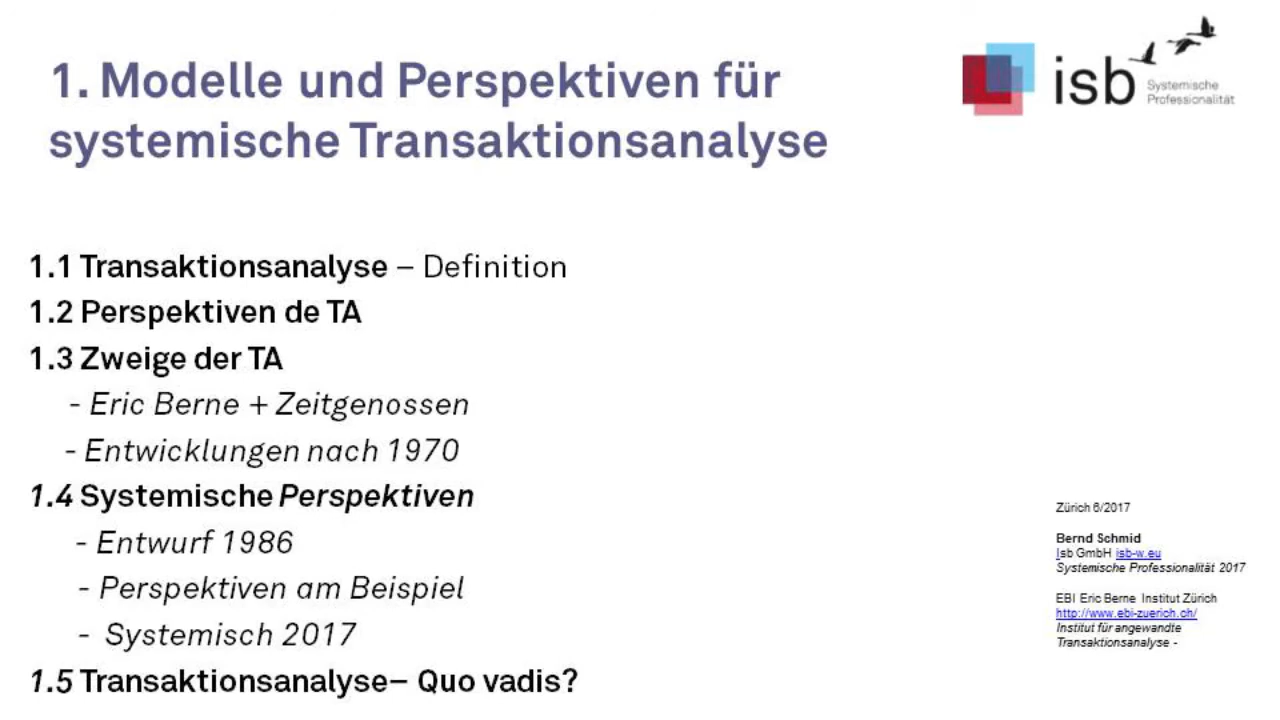 1. Modelle und Perspektiven für
systemische Transaktionsanalyse
isb Systemische
Professionalität
1.1 Transaktionsanalyse – Definition
1.2 Perspektiven de TA
1.3 Zweige der TA
- Eric Berne + Zeitgenossen
- Entwicklungen nach 1970
1.4 Systemische Perspektiven
- Entwurf 1986
- Perspektiven am Beispiel
- Systemisch 2017
1.5 Transaktionsanalyse– Quo vadis?
Zürich 6/2017
Bernd Schmid
Isb GmbH isb-w.eu
Systemische Professionalität 2017
EBI Eric Berne Institut Zürich
http://www.ebi-zuerich.ch/
Institut für angewandte
Transaktionsanalyse -